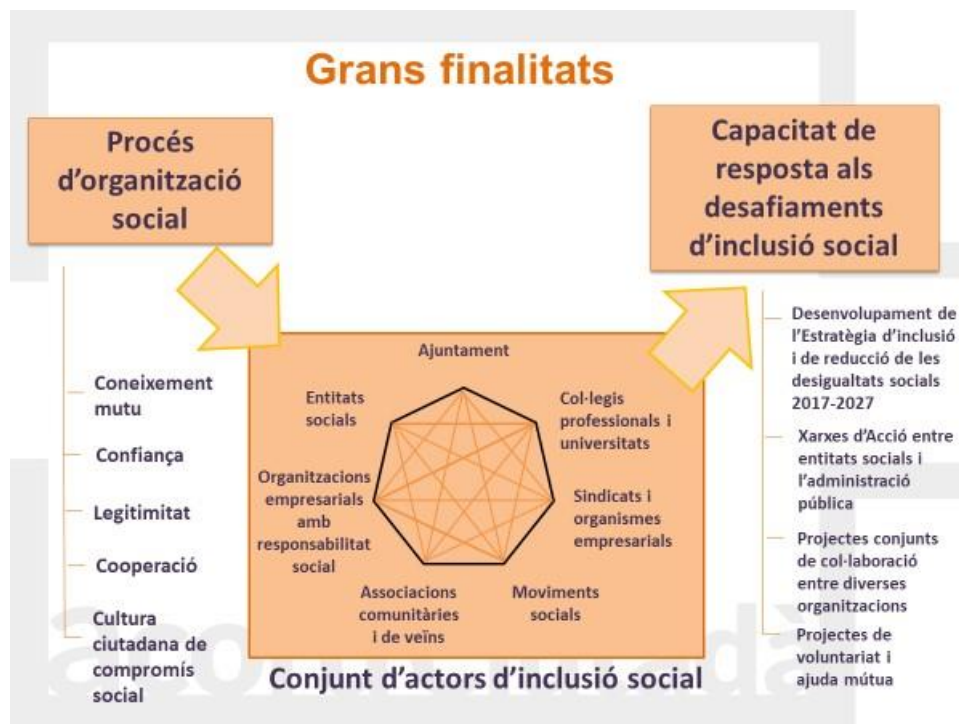 Grans finalitats
Procés
d'organització
social
Capacitat de
resposta als
desafiaments
d'inclusió social
Coneixement
mutu
Confiança
Legitimitat
Cooperació
Cultura
ciutadana de
compromís
social
Ajuntament
Entitats
socials
Col·legis
professionals i
universitats
Organitzacions
empresarials
amb
responsabilitat
social
Sindicats i
organismes
empresarials
Associacions
comunitàries
i de veïns
Moviments
socials
Conjunt d'actors d'inclusió social
Desenvolupament de
l'Estratègia d'inclusió
i de reducció de les
desigualtats socials
2017-2027
Xarxes d'Acció entre
entitats socials i
l'administració
pública
Projectes conjunts
de col·laboració
entre diverses
organitzacions
Projectes de
voluntariat i
ajuda mútua